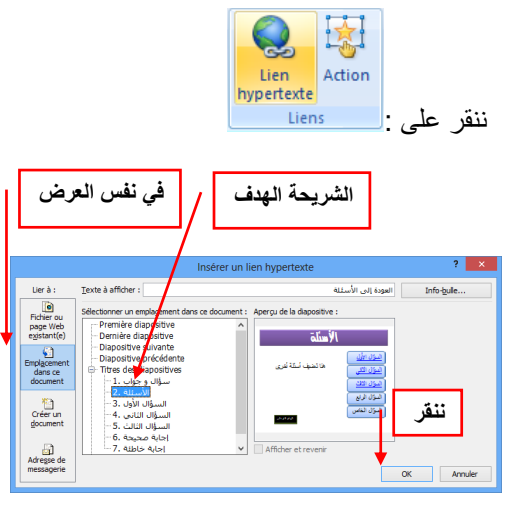 Lien hypertexte
Action
Liens
ننقر على :
في نفس العرض
الشريحة الهدف
Insérer un lien hypertexte
?
Lier à :
Texte à afficher :
العودة إلى الأسئلة
Info-bulle...
Fichier ou page Web existant(e)
Emplacement dans ce document
Créer un document
Adresse de messagerie
Sélectionner un emplacement dans ce document :
Première diapositive
Dernière diapositive
Diapositive suivante
Diapositive précédente
Titres des diapositives
1. سؤال و جواب
2. الأسئلة
3. السؤال الأول
4. السؤال الثاني
5. السؤال الثالث
6. إجابة صحيحة
7. إجابة خاطئة
Aperçu de la diapositive :
الأسئلة
السؤال الأول
السؤال الثاني
السؤال الثالث
السؤال الرابع
السؤال الخامس
هنا نضيف أسئلة أخرى
Afficher et revenir
ننقر
OK
Annuler